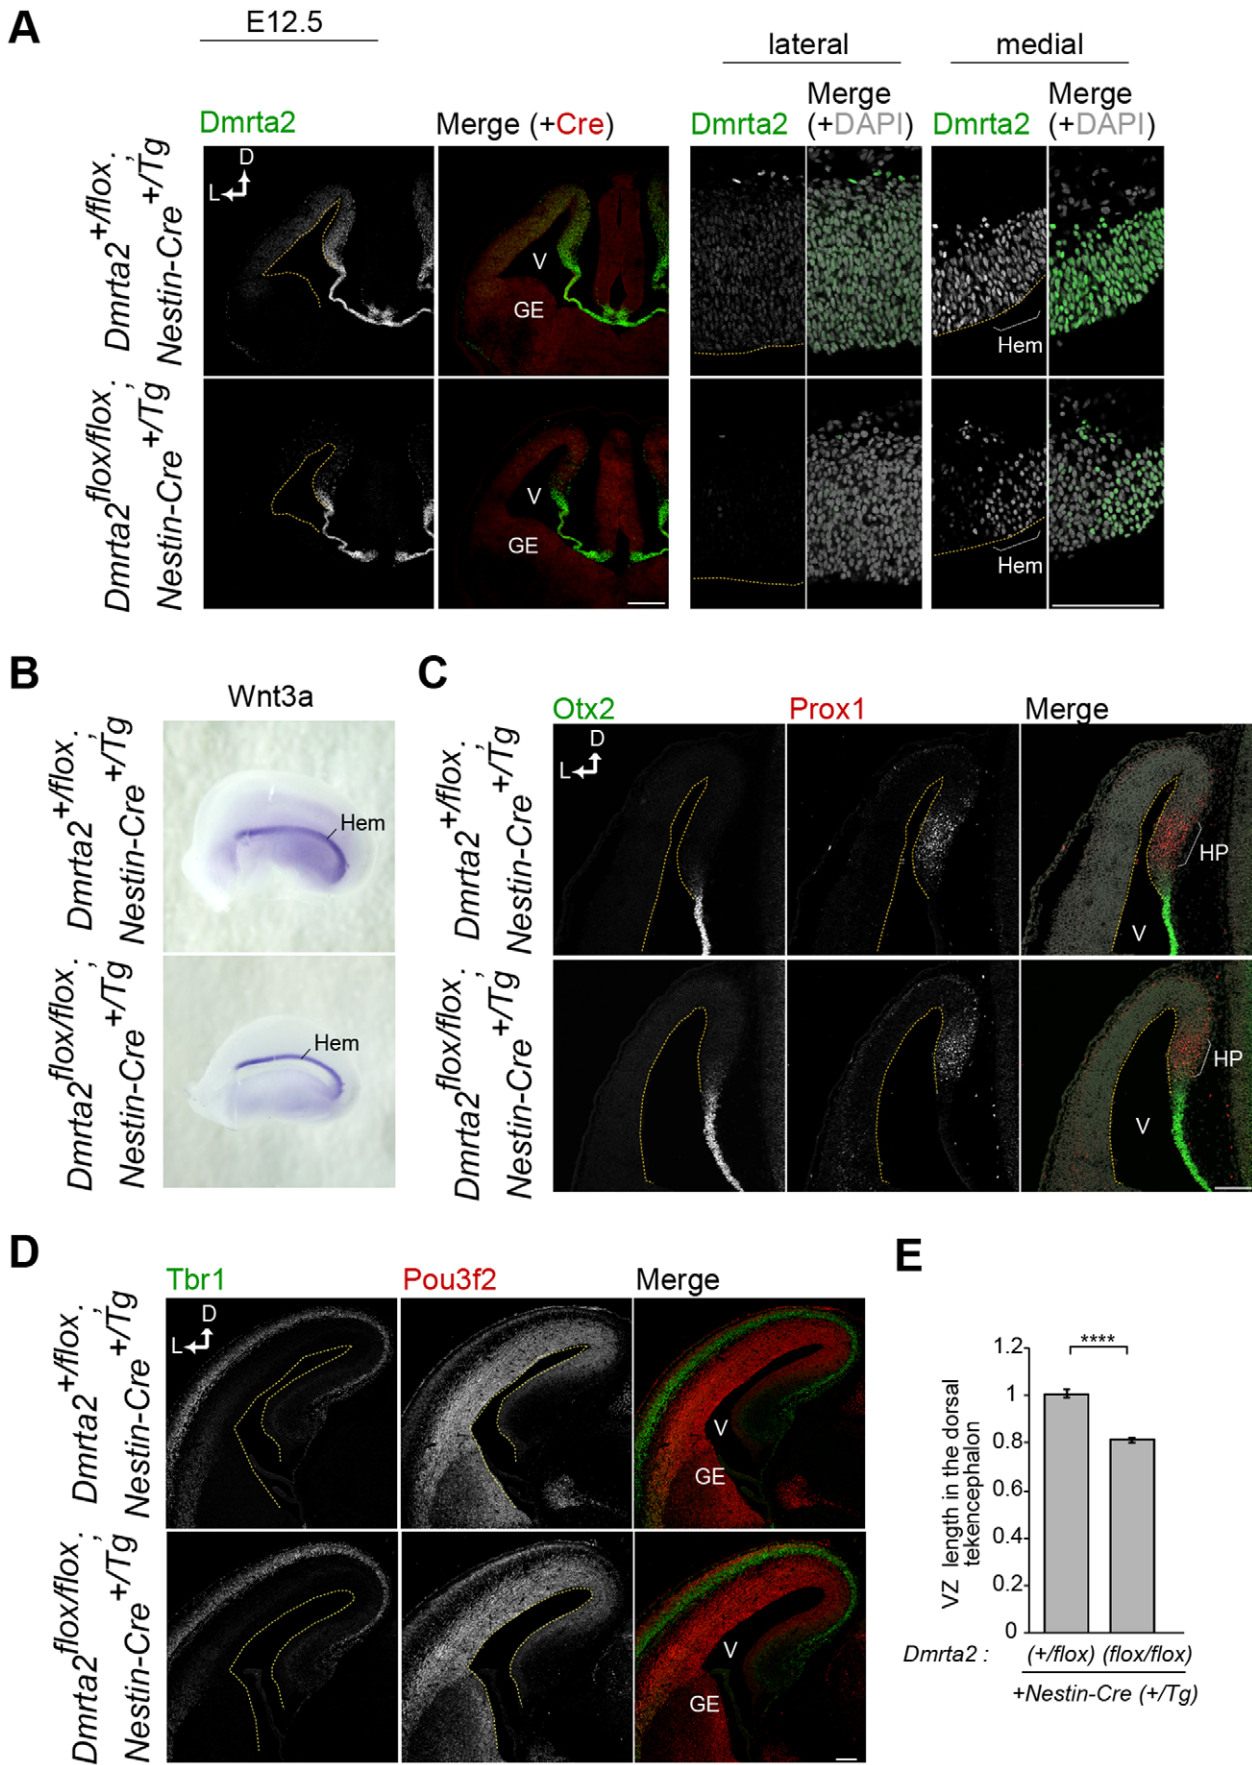 A
E12.5
lateral
medial
Dmrta2
Merge (+Cre)
Dmrta2
Merge
(+DAPI)
Dmrta2
Merge
(+DAPI)
Dmrta2+/flox;
Nestin-Cre+/Tg
D
L
V
GE
Hem
Dmrta2flox/flox;
Nestin-Cre+/Tg
V
GE
Hem
B
Wnt3a
Dmrta2+/flox;
Nestin-Cre+/Tg
Hem
Dmrta2flox/flox;
Nestin-Cre+/Tg
Hem
C
Otx2
Prox1
Merge
Dmrta2+/flox;
Nestin-Cre+/Tg
D
L
HP
V
Dmrta2flox/flox;
Nestin-Cre+/Tg
HP
V
D
Tbr1
Pou3f2
Merge
Dmrta2+/flox;
Nestin-Cre+/Tg
D
L
V
GE
Dmrta2flox/flox;
Nestin-Cre+/Tg
V
GE
E
VZ length in the dorsal
tekencephalon
1.2
1
0.8
0.6
0.4
0.2
0
****
Dmrta2 : (+/flox) (flox/flox)
+Nestin-Cre (+/Tg)